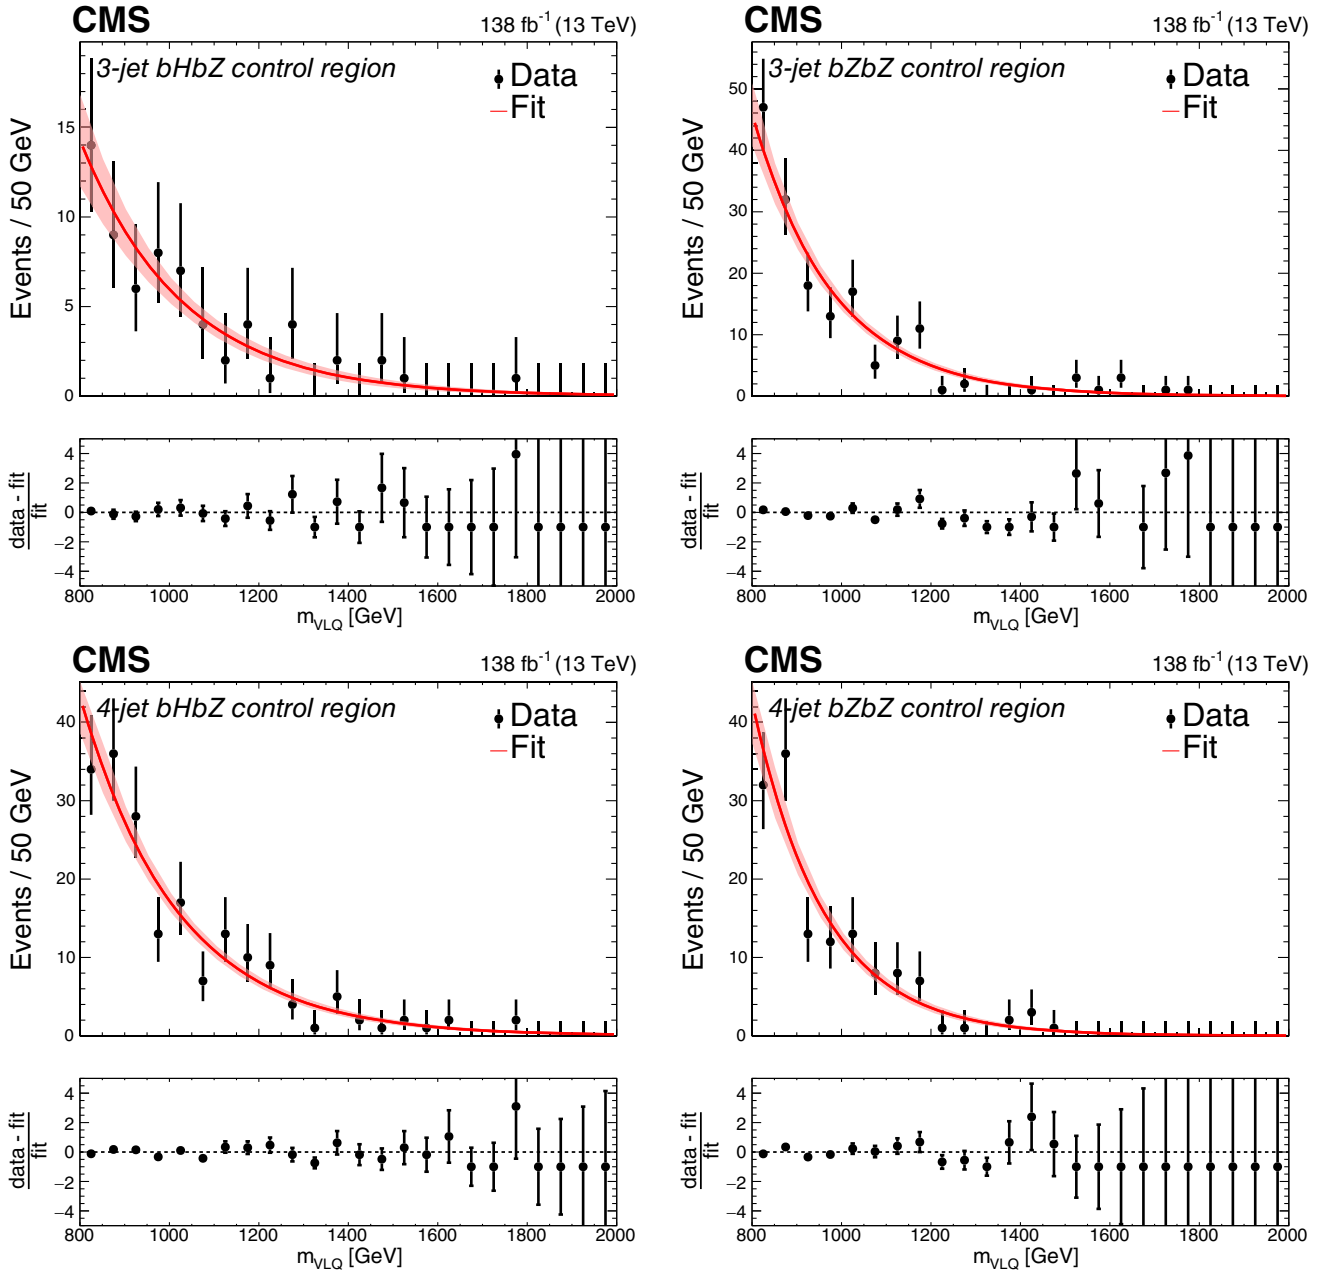 CMS 138 fb⁻¹ (13 TeV)
3-jet bHbZ control region
Data
Fit
Events / 50 GeV
15
10
5
0
data - fit
fit
4
2
0
−2
−4
800 1000 1200 1400 1600 1800 2000
m_VLQ [GeV]
CMS 138 fb⁻¹ (13 TeV)
3-jet bZbZ control region
Data
Fit
Events / 50 GeV
50
40
30
20
10
0
data - fit
fit
4
2
0
−2
−4
800 1000 1200 1400 1600 1800 2000
m_VLQ [GeV]
CMS 138 fb⁻¹ (13 TeV)
4-jet bHbZ control region
Data
Fit
Events / 50 GeV
40
30
20
10
0
data - fit
fit
4
2
0
−2
−4
800 1000 1200 1400 1600 1800 2000
m_VLQ [GeV]
CMS 138 fb⁻¹ (13 TeV)
4-jet bZbZ control region
Data
Fit
Events / 50 GeV
40
30
20
10
0
data - fit
fit
4
2
0
−2
−4
800 1000 1200 1400 1600 1800 2000
m_VLQ [GeV]